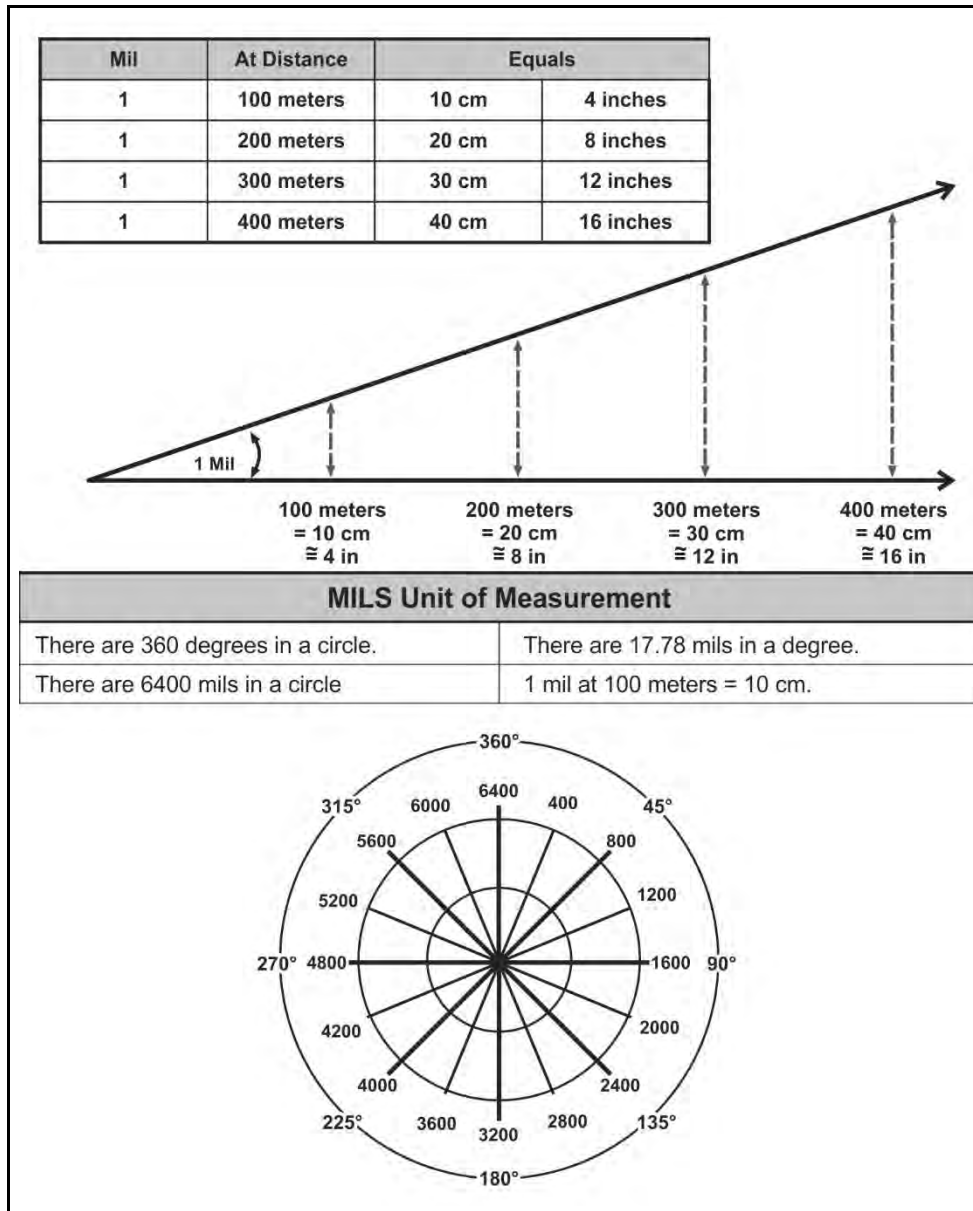 Mil At Distance Equals
1 100 meters 10 cm 4 inches
1 200 meters 20 cm 8 inches
1 300 meters 30 cm 12 inches
1 400 meters 40 cm 16 inches
1 Mil
100 meters 200 meters 300 meters 400 meters
= 10 cm = 20 cm = 30 cm = 40 cm
≅ 4 in ≅ 8 in ≅ 12 in ≅ 16 in
MILS Unit of Measurement
There are 360 degrees in a circle. There are 17.78 mils in a degree.
There are 6400 mils in a circle 1 mil at 100 meters = 10 cm.
360°
6400
315° 6000 400 45°
5600 800
5200 1200
270° 4800 1600 90°
4200 2000
4000 2400
225° 3600 2800 135°
3200
180°